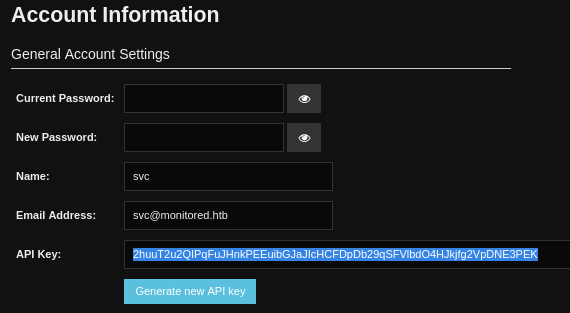 Account Information
General Account Settings
Current Password:
New Password:
Name: svc
Email Address: svc@monitored.htb
API Key: 2huuT2u2QIPqFuJHnkPEEuibGJaJIcHCFDpDb29qSFVlbdO4HJkjfg2VpDNE3PEK
Generate new API key